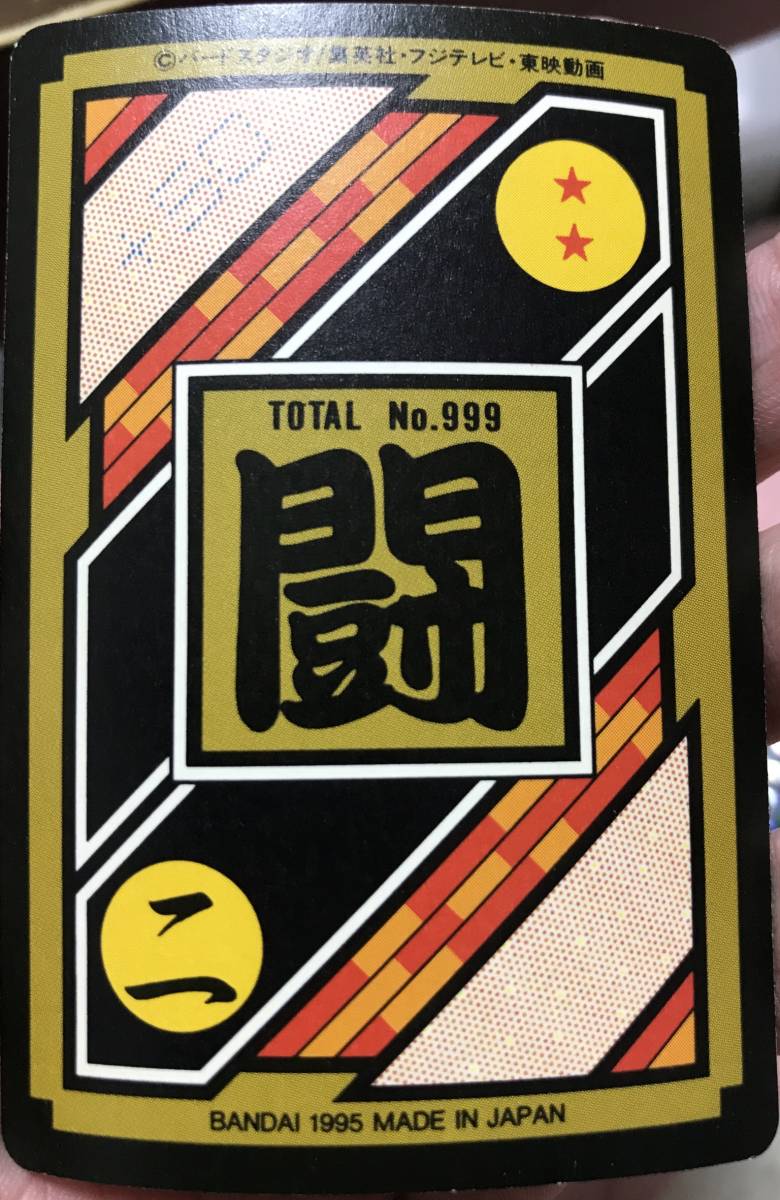 ©バードスタジオ/集英社・フジテレビ・東映動画
★50
TOTAL No.999
闘
二
BANDAI 1995 MADE IN JAPAN